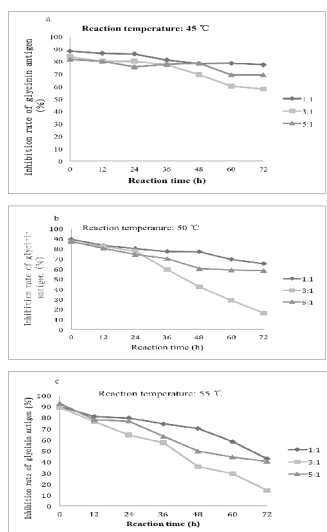 a
Reaction temperature: 45 ℃
Inhibition rate of glycinin antigen
(%)
100
90
80
70
60
50
40
30
20
10
0
0 12 24 36 48 60 72
Reaction time (h)
1:1
3:1
5:1
b
Reaction temperature: 50 ℃
Inhibition rate of glycinin
antigen (%)
100
90
80
70
60
50
40
30
20
10
0
0 12 24 36 48 60 72
Reaction time (h)
1:1
3:1
5:1
c
Reaction temperature: 55℃
Inhibition rate of glycinin antigen (%)
100
90
80
70
60
50
40
30
20
10
0
0 12 24 36 48 60 72
Reaction time (h)
1:1
3:1
5:1